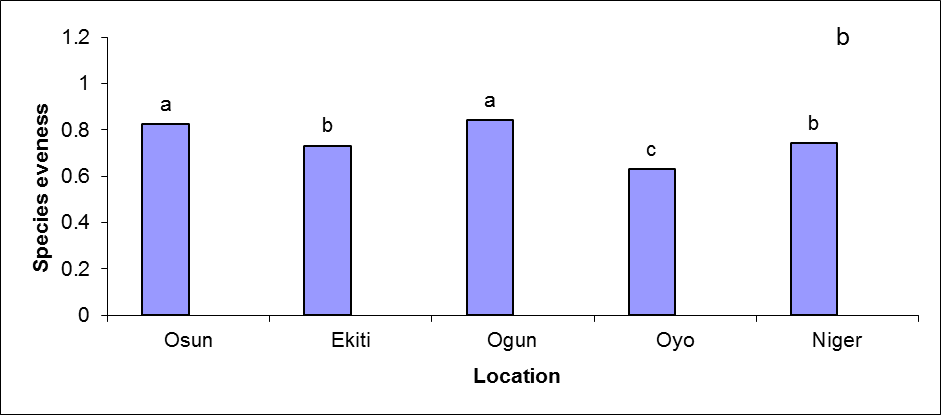 b
1.2
1
0.8
0.6
0.4
0.2
0
Species eveness
a
b
a
c
b
Osun Ekiti Ogun Oyo Niger
Location